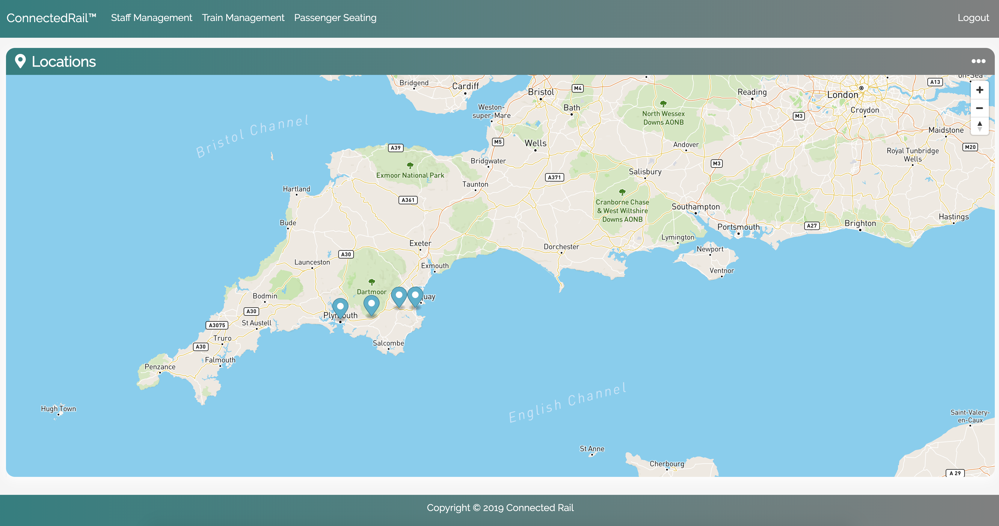 ConnectedRail™ Staff Management Train Management Passenger Seating Logout
Locations
on-Sea
Bridgend
Cardiff
Bristol
M4
Reading
London
A13
Weston-
super-Mare
Bath
North Wessex
Downs AONB
Croydon
M3
Maidstone
Bristol Channel
M5
Wells
Andover
M20
A39
Royal Tunbridge
Wells
Bridgwater
M3
Exmoor National Park
Salisbury
A371
Taunton
Hartland
A361
Cranborne Chase
& West Wiltshire
Downs AONB
Southampton
Hastings
Bude
Portsmouth
A27
Brighton
Lymington
Exeter
Dorchester
Newport
A30
Launceston
Exmouth
Ventnor
Dartmoor
Bodmin
quay
A30
Plymouth
A3075
St Austell
Truro
Salcombe
A30
Falmouth
Penzance
English Channel
Hugh Town
Saint-Valery-
en-Caux
St Anne
Cherbourg
A 29
Copyright © 2019 Connected Rail